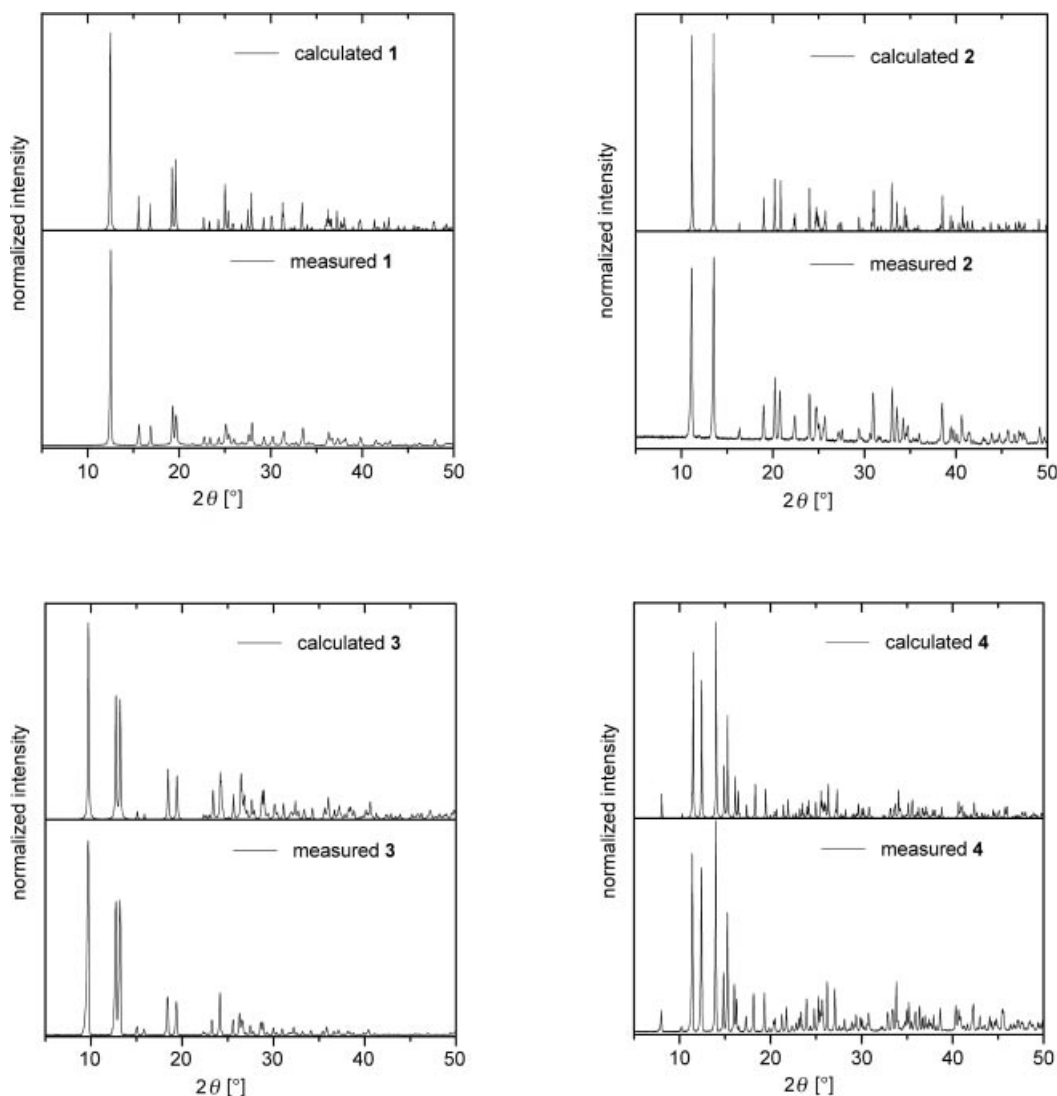 calculated 1
normalized intensity
measured 1
10 20 30 40 50
2θ [°]
calculated 2
normalized intensity
measured 2
10 20 30 40 50
2θ [°]
calculated 3
normalized intensity
measured 3
10 20 30 40 50
2θ [°]
calculated 4
normalized intensity
measured 4
10 20 30 40 50
2θ [°]